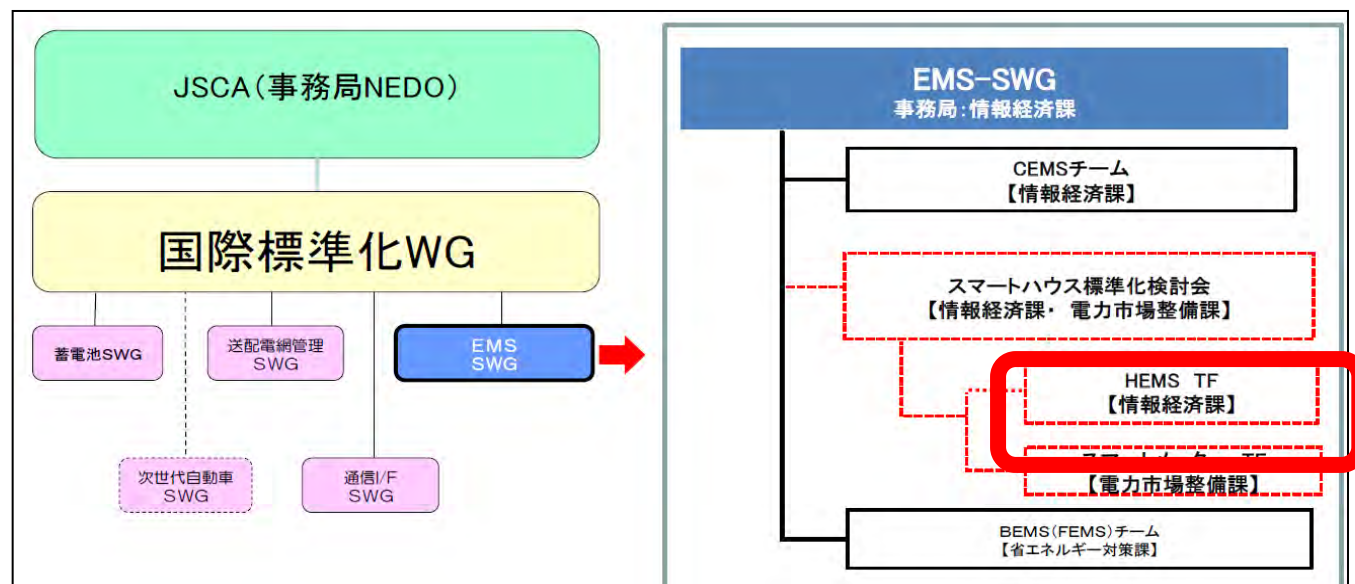 JSCA(事務局NEDO)
国際標準化WG
蓄電池SWG
送配電網管理
SWG
EMS
SWG
次世代自動車
SWG
通信I/F
SWG
EMS-SWG
事務局:情報経済課
CEMSチーム
【情報経済課】
スマートハウス標準化検討会
【情報経済課・ 電力市場整備課】
HEMS TF
【情報経済課】
【電力市場整備課】
BEMS(FEMS)チーム
【省エネルギー対策課】